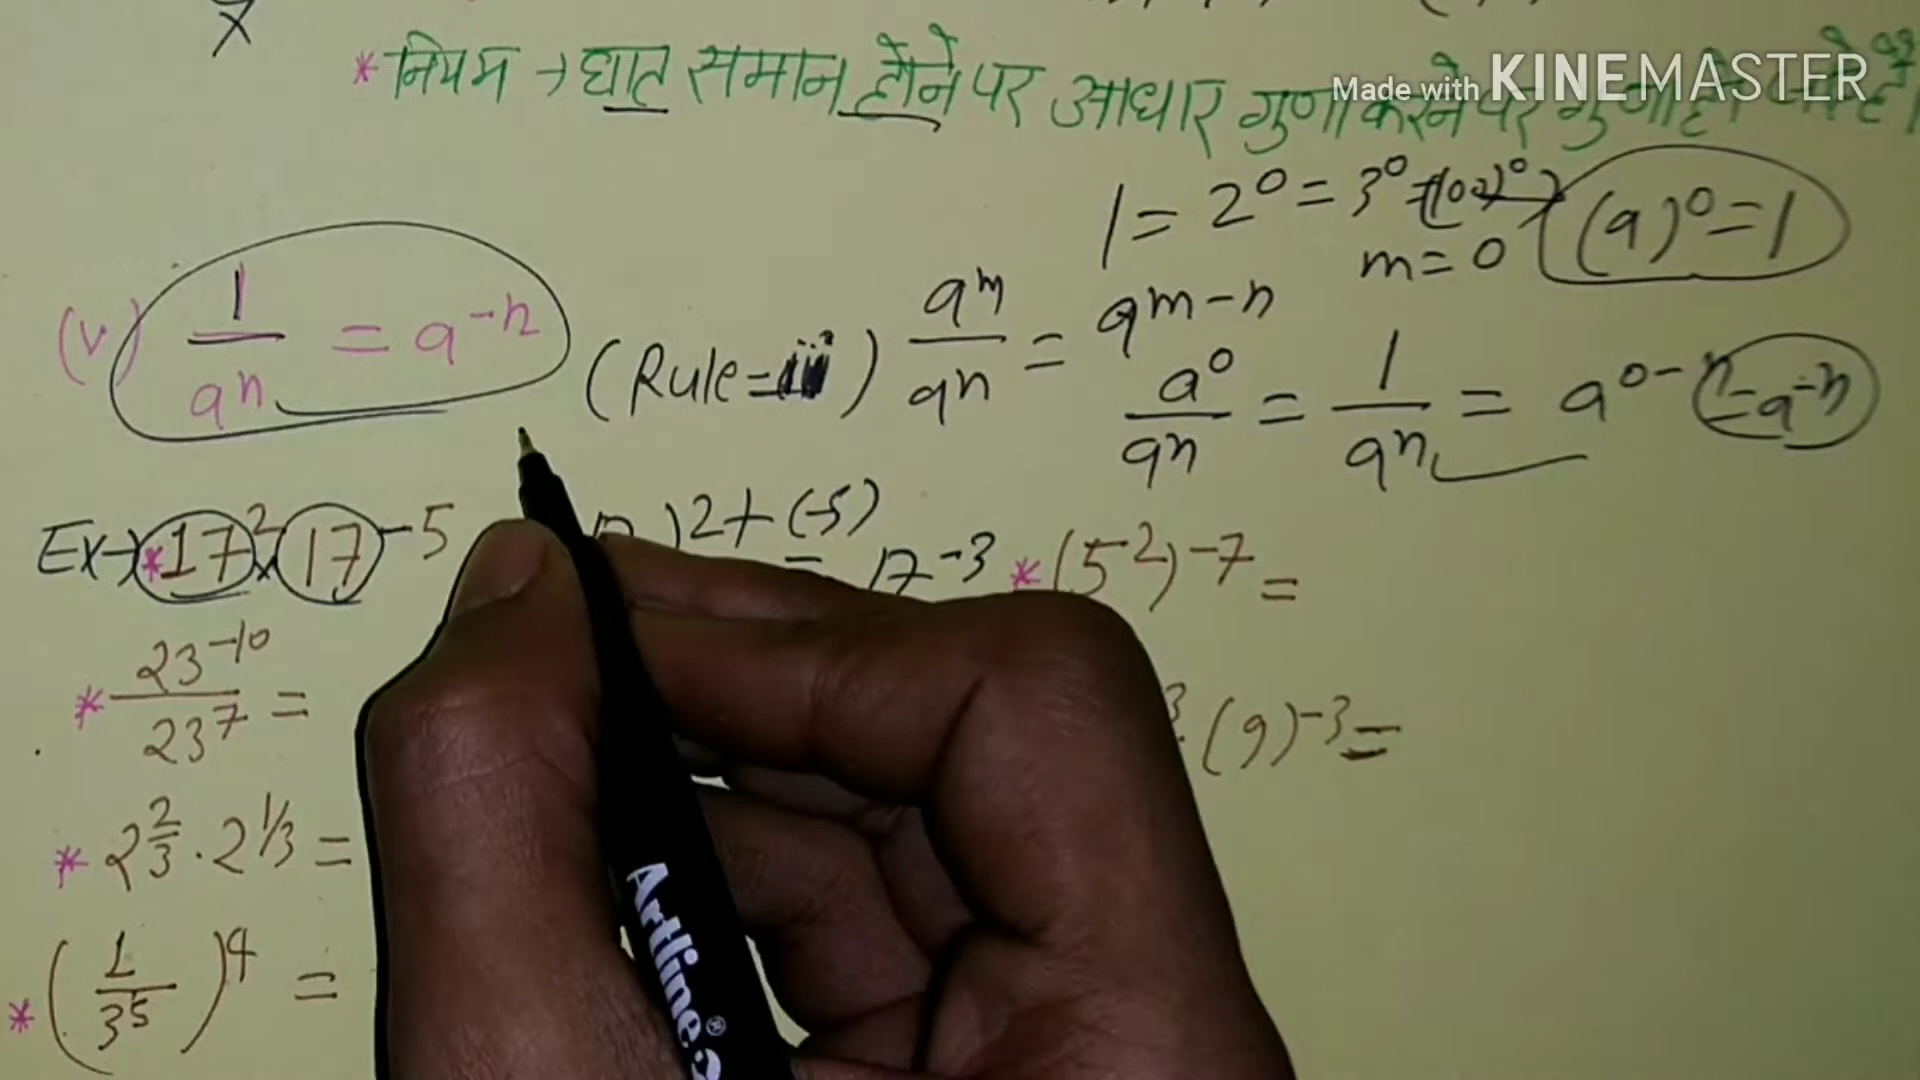 * नियम → घात समान होने पर आधार गुणा करने पर
Made with KINEMASTER
1 = 2⁰ = 3⁰ = (a)⁰ = 1
m = 0
(v) 1/aⁿ = a⁻ⁿ (Rule = iii) aᵐ/aⁿ = aᵐ⁻ⁿ
a⁰/aⁿ = 1/aⁿ = a⁰⁻ⁿ = a⁻ⁿ
Ex→ * 17² × 17⁻⁵ )2+(-5) = 17⁻³ * (5²)⁻⁷ =
* 23⁻¹⁰/23⁷ = · (9)⁻³ =
* 2^(2/3) · 2^(1/3) =
* (1/3⁵)⁴ =
Artline